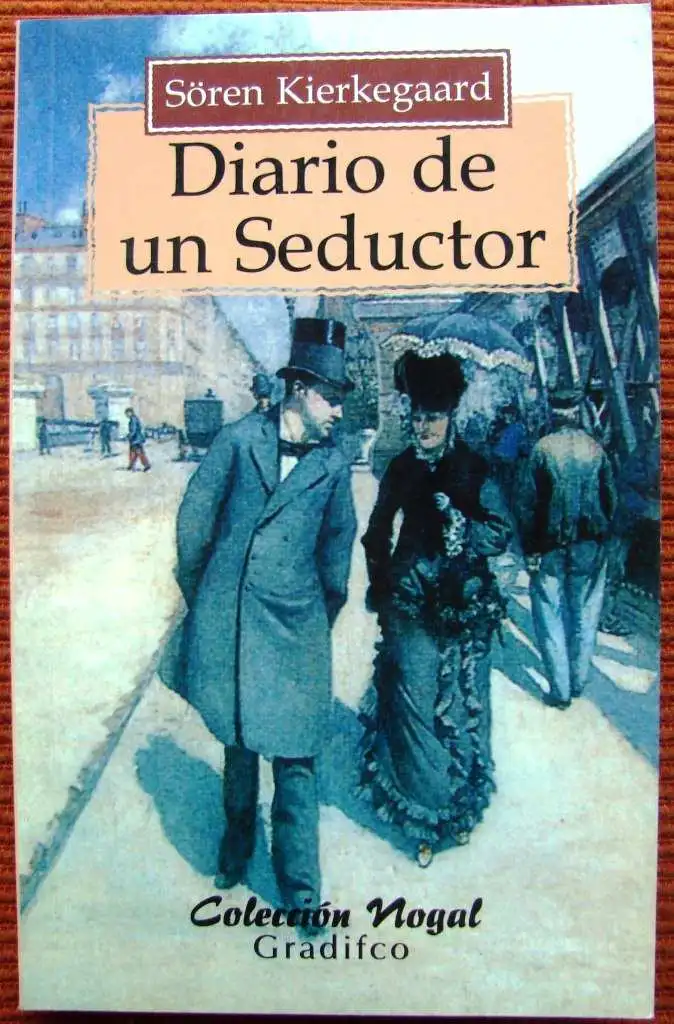 Sören Kierkegaard
Diario de
un Seductor
Colección Nogal
Gradifco